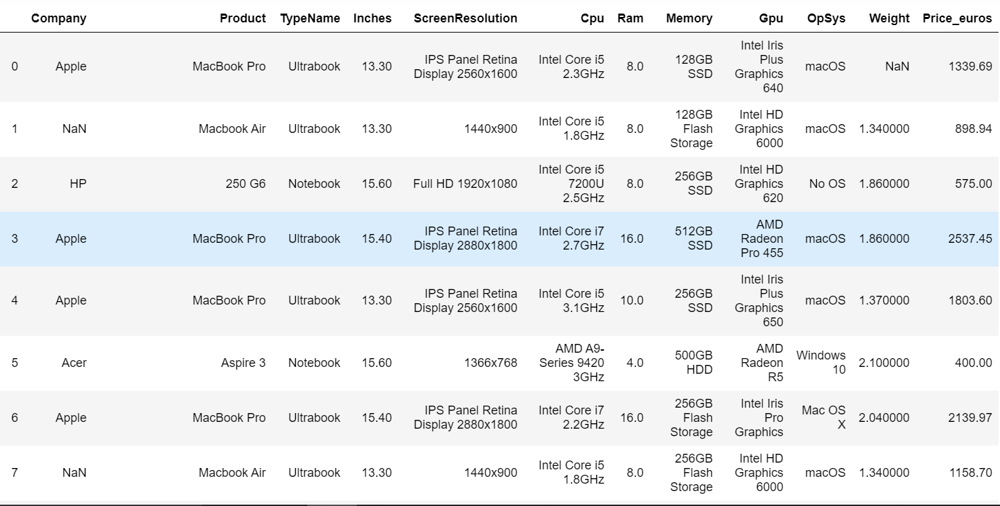 Company Product TypeName Inches ScreenResolution Cpu Ram Memory Gpu OpSys Weight Price_euros
0 Apple MacBook Pro Ultrabook 13.30 IPS Panel Retina Display 2560x1600 Intel Core i5 2.3GHz 8.0 128GB SSD Intel Iris Plus Graphics 640 macOS NaN 1339.69
1 NaN Macbook Air Ultrabook 13.30 1440x900 Intel Core i5 1.8GHz 8.0 128GB Flash Storage Intel HD Graphics 6000 macOS 1.340000 898.94
2 HP 250 G6 Notebook 15.60 Full HD 1920x1080 Intel Core i5 7200U 2.5GHz 8.0 256GB SSD Intel HD Graphics 620 No OS 1.860000 575.00
3 Apple MacBook Pro Ultrabook 15.40 IPS Panel Retina Display 2880x1800 Intel Core i7 2.7GHz 16.0 512GB SSD AMD Radeon Pro 455 macOS 1.860000 2537.45
4 Apple MacBook Pro Ultrabook 13.30 IPS Panel Retina Display 2560x1600 Intel Core i5 3.1GHz 10.0 256GB SSD Intel Iris Plus Graphics 650 macOS 1.370000 1803.60
5 Acer Aspire 3 Notebook 15.60 1366x768 AMD A9-Series 9420 3GHz 4.0 500GB HDD AMD Radeon R5 Windows 10 2.100000 400.00
6 Apple MacBook Pro Ultrabook 15.40 IPS Panel Retina Display 2880x1800 Intel Core i7 2.2GHz 16.0 256GB Flash Storage Intel Iris Pro Graphics Mac OS X 2.040000 2139.97
7 NaN Macbook Air Ultrabook 13.30 1440x900 Intel Core i5 1.8GHz 8.0 256GB Flash Storage Intel HD Graphics 6000 macOS 1.340000 1158.70